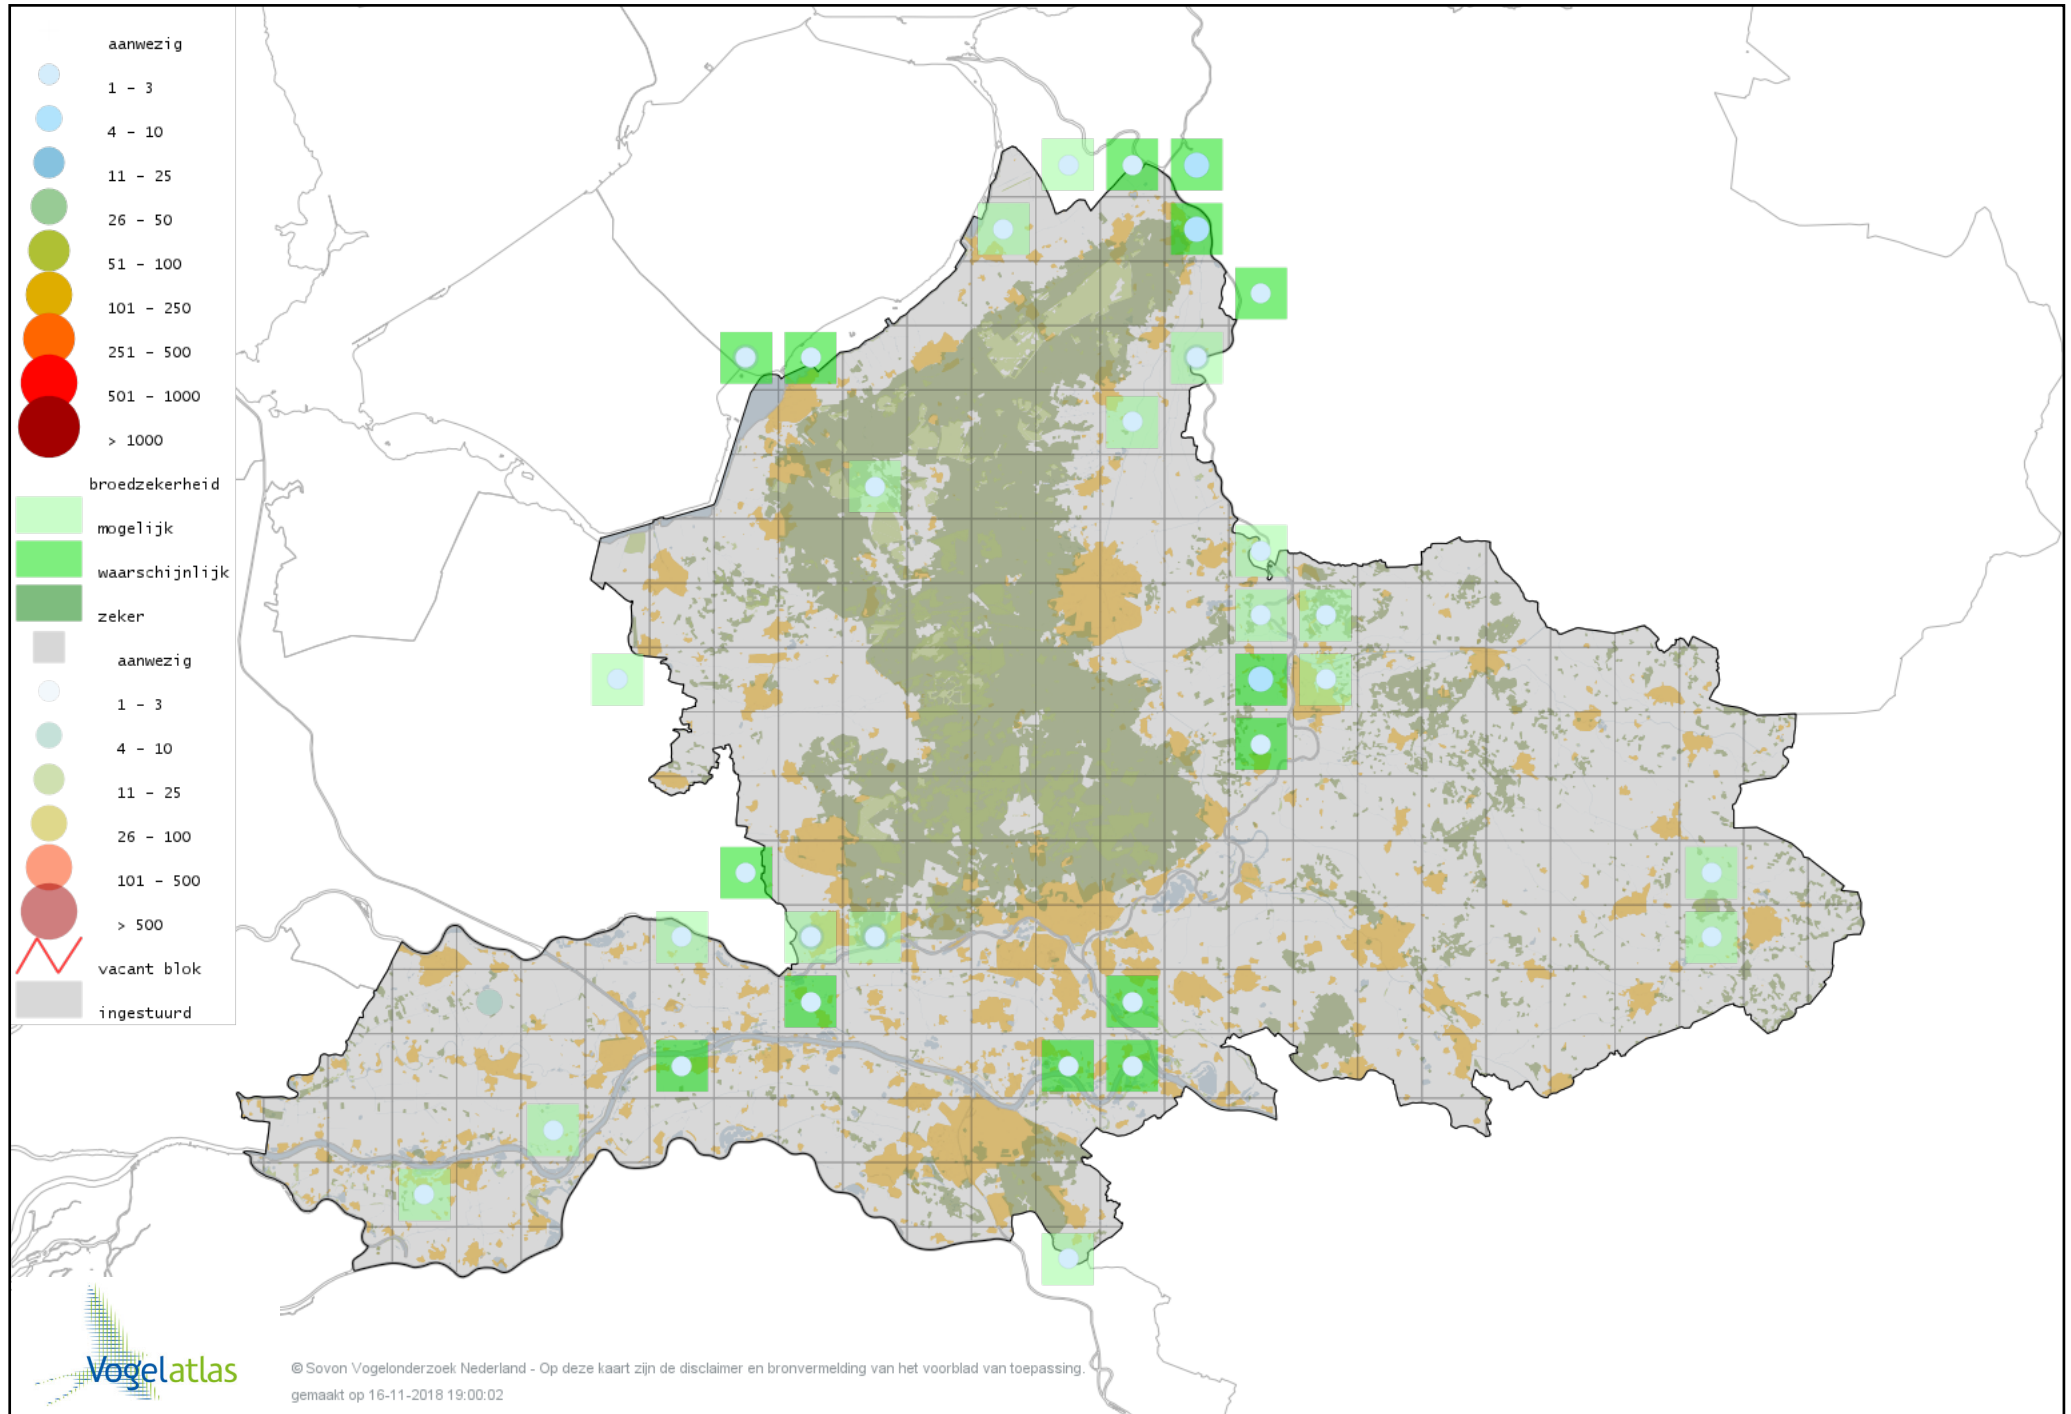 aanwezig
1 - 3
4 - 10
11 - 25
26 - 50
51 - 100
101 - 250
251 - 500
501 - 1000
> 1000
broedzekerheid
mogelijk
waarschijnlijk
zeker
aanwezig
1 - 3
4 - 10
11 - 25
26 - 100
101 - 500
> 500
vacant blok
ingestuurd
Vogelatlas
© Sovon Vogelonderzoek Nederland - Op deze kaart zijn de disclaimer en bronvermelding van het voorblad van toepassing.
gemaakt op 16-11-2018 19:00:02